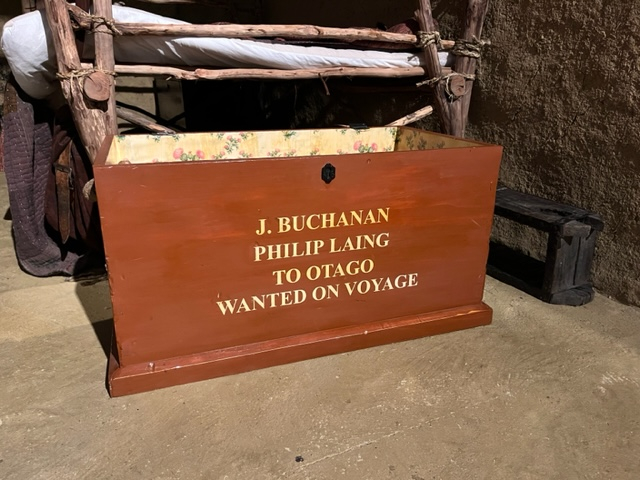 J. BUCHANAN
PHILIP LAING
TO OTAGO
WANTED ON VOYAGE